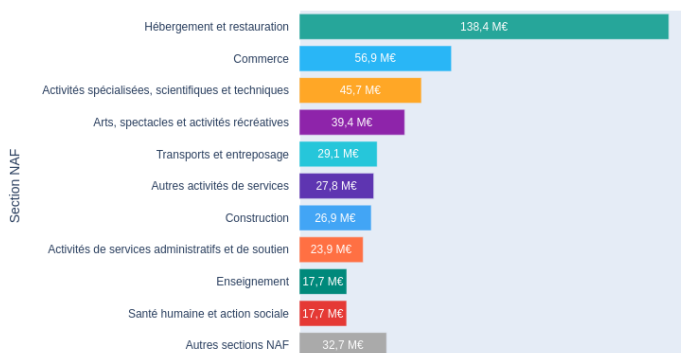 Hébergement et restauration 138,4 M€
Commerce 56,9 M€
Activités spécialisées, scientifiques et techniques 45,7 M€
Arts, spectacles et activités récréatives 39,4 M€
Transports et entreposage 29,1 M€
Autres activités de services 27,8 M€
Construction 26,9 M€
Activités de services administratifs et de soutien 23,9 M€
Enseignement 17,7 M€
Santé humaine et action sociale 17,7 M€
Autres sections NAF 32,7 M€
Section NAF